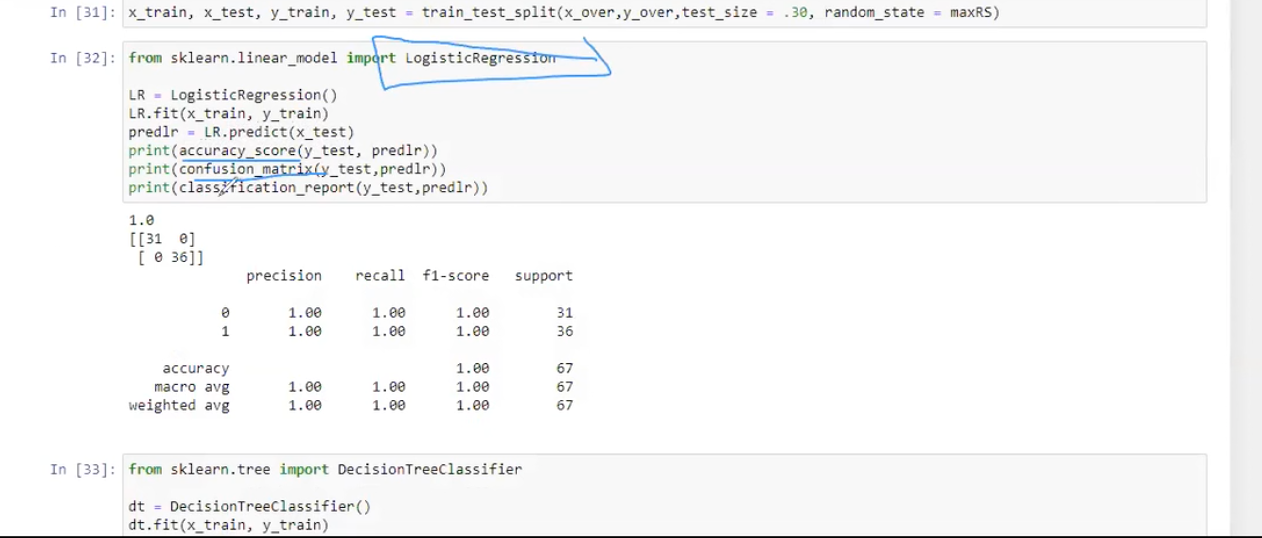 In [31]: x_train, x_test, y_train, y_test = train_test_split(x_over,y_over,test_size = .30, random_state = maxRS)
In [32]: from sklearn.linear_model import LogisticRegression
LR = LogisticRegression()
LR.fit(x_train, y_train)
predlr = LR.predict(x_test)
print(accuracy_score(y_test, predlr))
print(confusion_matrix(y_test,predlr))
print(classification_report(y_test,predlr))
1.0
[[31  0]
 [ 0 36]]
precision recall f1-score support
0 1.00 1.00 1.00 31
1 1.00 1.00 1.00 36
accuracy 1.00 67
macro avg 1.00 1.00 1.00 67
weighted avg 1.00 1.00 1.00 67
In [33]: from sklearn.tree import DecisionTreeClassifier
dt = DecisionTreeClassifier()
dt.fit(x_train, y_train)